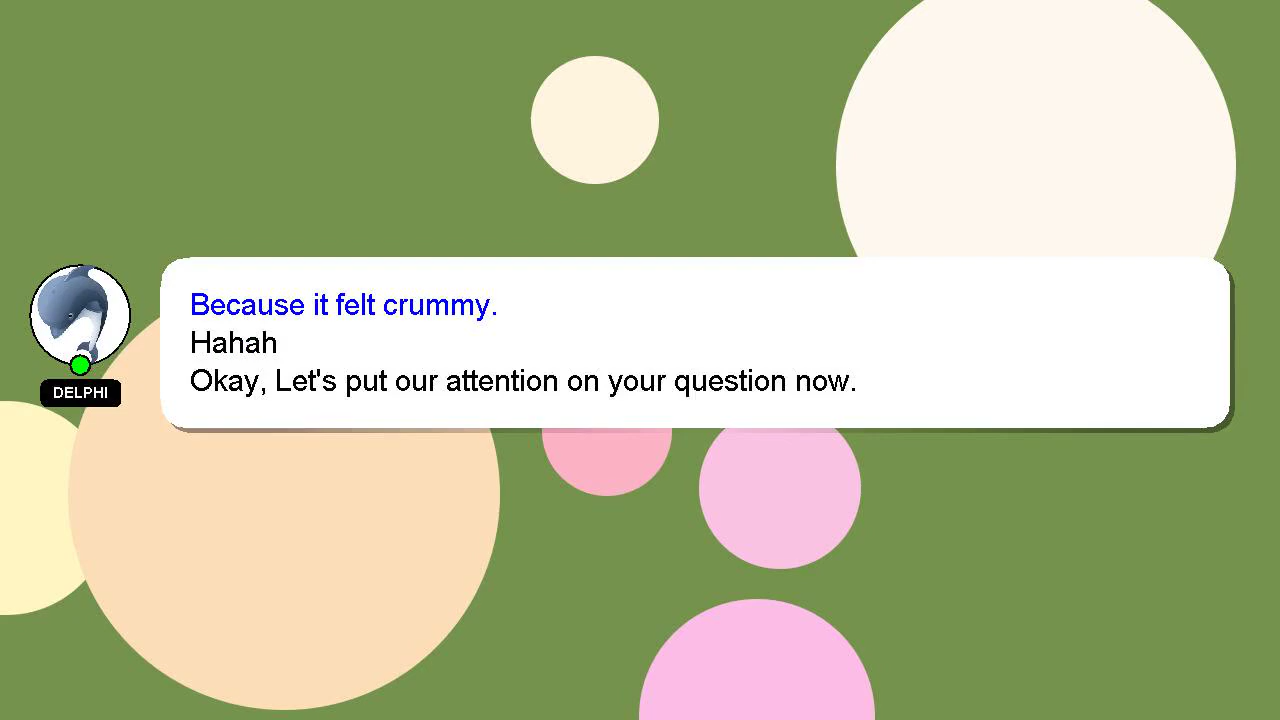 Because it felt crummy.
Hahah
Okay, Let's put our attention on your question now.
DELPHI